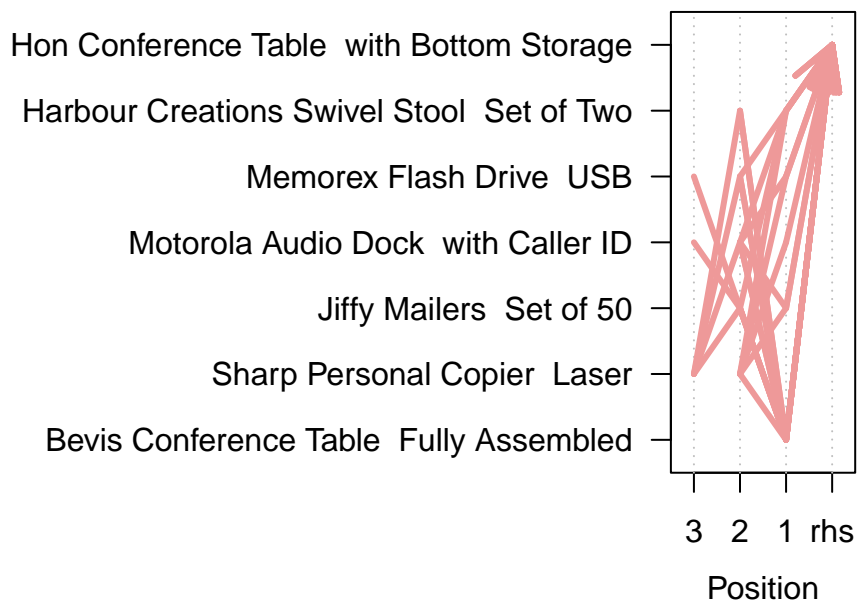 Hon Conference Table  with Bottom Storage
Harbour Creations Swivel Stool  Set of Two
Memorex Flash Drive  USB
Motorola Audio Dock  with Caller ID
Jiffy Mailers  Set of 50
Sharp Personal Copier  Laser
Bevis Conference Table  Fully Assembled
3 2 1 rhs
Position